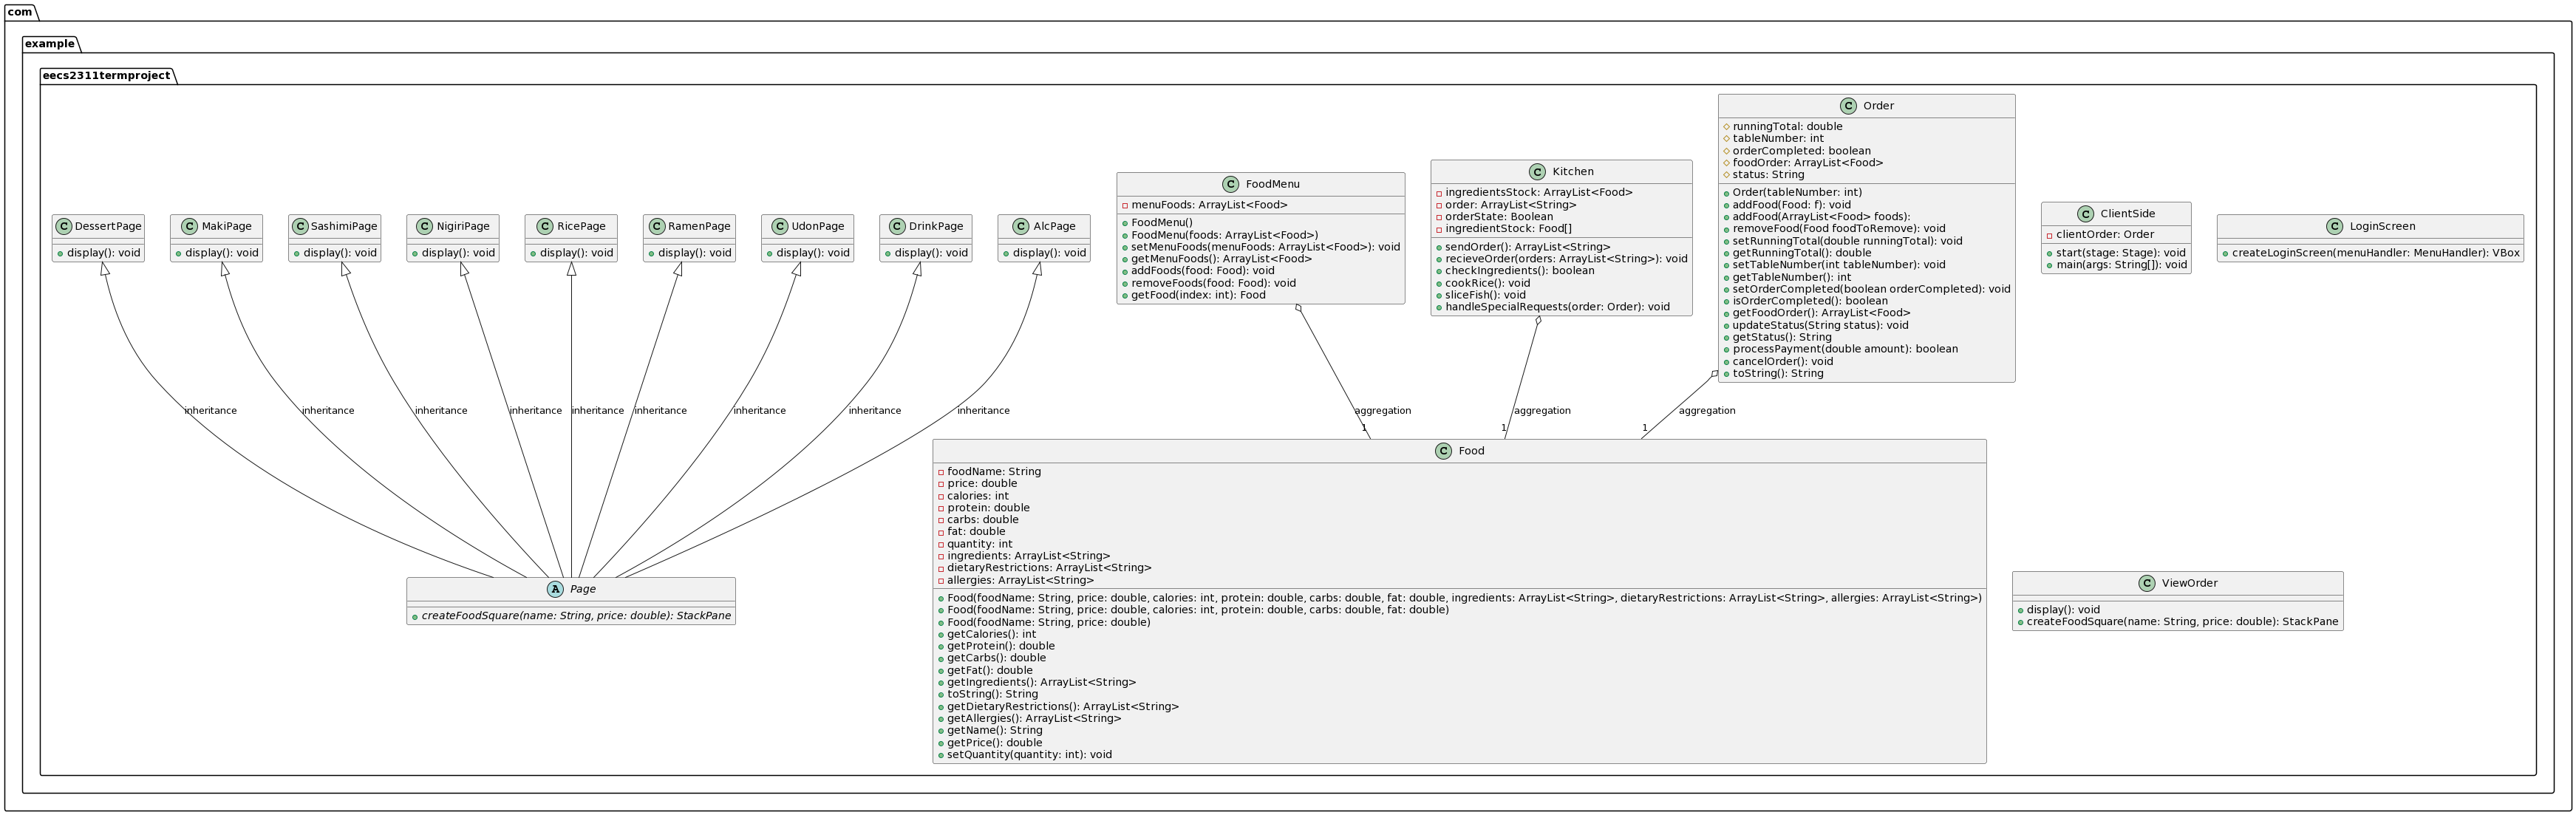 com
example
eecs2311termproject
C DessertPage
display(): void
C MakiPage
display(): void
C SashimiPage
display(): void
C NigiriPage
display(): void
C RicePage
display(): void
C RamenPage
display(): void
C UdonPage
display(): void
C DrinkPage
display(): void
C AlcPage
display(): void
C FoodMenu
menuFoods: ArrayList<Food>
FoodMenu()
FoodMenu(foods: ArrayList<Food>)
setMenuFoods(menuFoods: ArrayList<Food>): void
getMenuFoods(): ArrayList<Food>
addFoods(food: Food): void
removeFoods(food: Food): void
getFood(index: int): Food
C Kitchen
ingredientsStock: ArrayList<Food>
order: ArrayList<String>
orderState: Boolean
ingredientStock: Food[]
sendOrder(): ArrayList<String>
recieveOrder(orders: ArrayList<String>): void
checkIngredients(): boolean
cookRice(): void
sliceFish(): void
handleSpecialRequests(order: Order): void
C Order
runningTotal: double
tableNumber: int
orderCompleted: boolean
foodOrder: ArrayList<Food>
status: String
Order(tableNumber: int)
addFood(Food: f): void
addFood(ArrayList<Food> foods):
removeFood(Food foodToRemove): void
setRunningTotal(double runningTotal): void
getRunningTotal(): double
setTableNumber(int tableNumber): void
getTableNumber(): int
setOrderCompleted(boolean orderCompleted): void
isOrderCompleted(): boolean
getFoodOrder(): ArrayList<Food>
updateStatus(String status): void
getStatus(): String
processPayment(double amount): boolean
cancelOrder(): void
toString(): String
C ClientSide
clientOrder: Order
start(stage: Stage): void
main(args: String[]): void
C LoginScreen
createLoginScreen(menuHandler: MenuHandler): VBox
inheritance
inheritance
inheritance
inheritance
inheritance
inheritance
inheritance
inheritance
inheritance
aggregation
1
aggregation
1
aggregation
1
A Page
createFoodSquare(name: String, price: double): StackPane
C Food
foodName: String
price: double
calories: int
protein: double
carbs: double
fat: double
quantity: int
ingredients: ArrayList<String>
dietaryRestrictions: ArrayList<String>
allergies: ArrayList<String>
Food(foodName: String, price: double, calories: int, protein: double, carbs: double, fat: double, ingredients: ArrayList<String>, dietaryRestrictions: ArrayList<String>, allergies: ArrayList<String>)
Food(foodName: String, price: double, calories: int, protein: double, carbs: double, fat: double)
Food(foodName: String, price: double)
getCalories(): int
getProtein(): double
getCarbs(): double
getFat(): double
getIngredients(): ArrayList<String>
toString(): String
getDietaryRestrictions(): ArrayList<String>
getAllergies(): ArrayList<String>
getName(): String
getPrice(): double
setQuantity(quantity: int): void
C ViewOrder
display(): void
createFoodSquare(name: String, price: double): StackPane